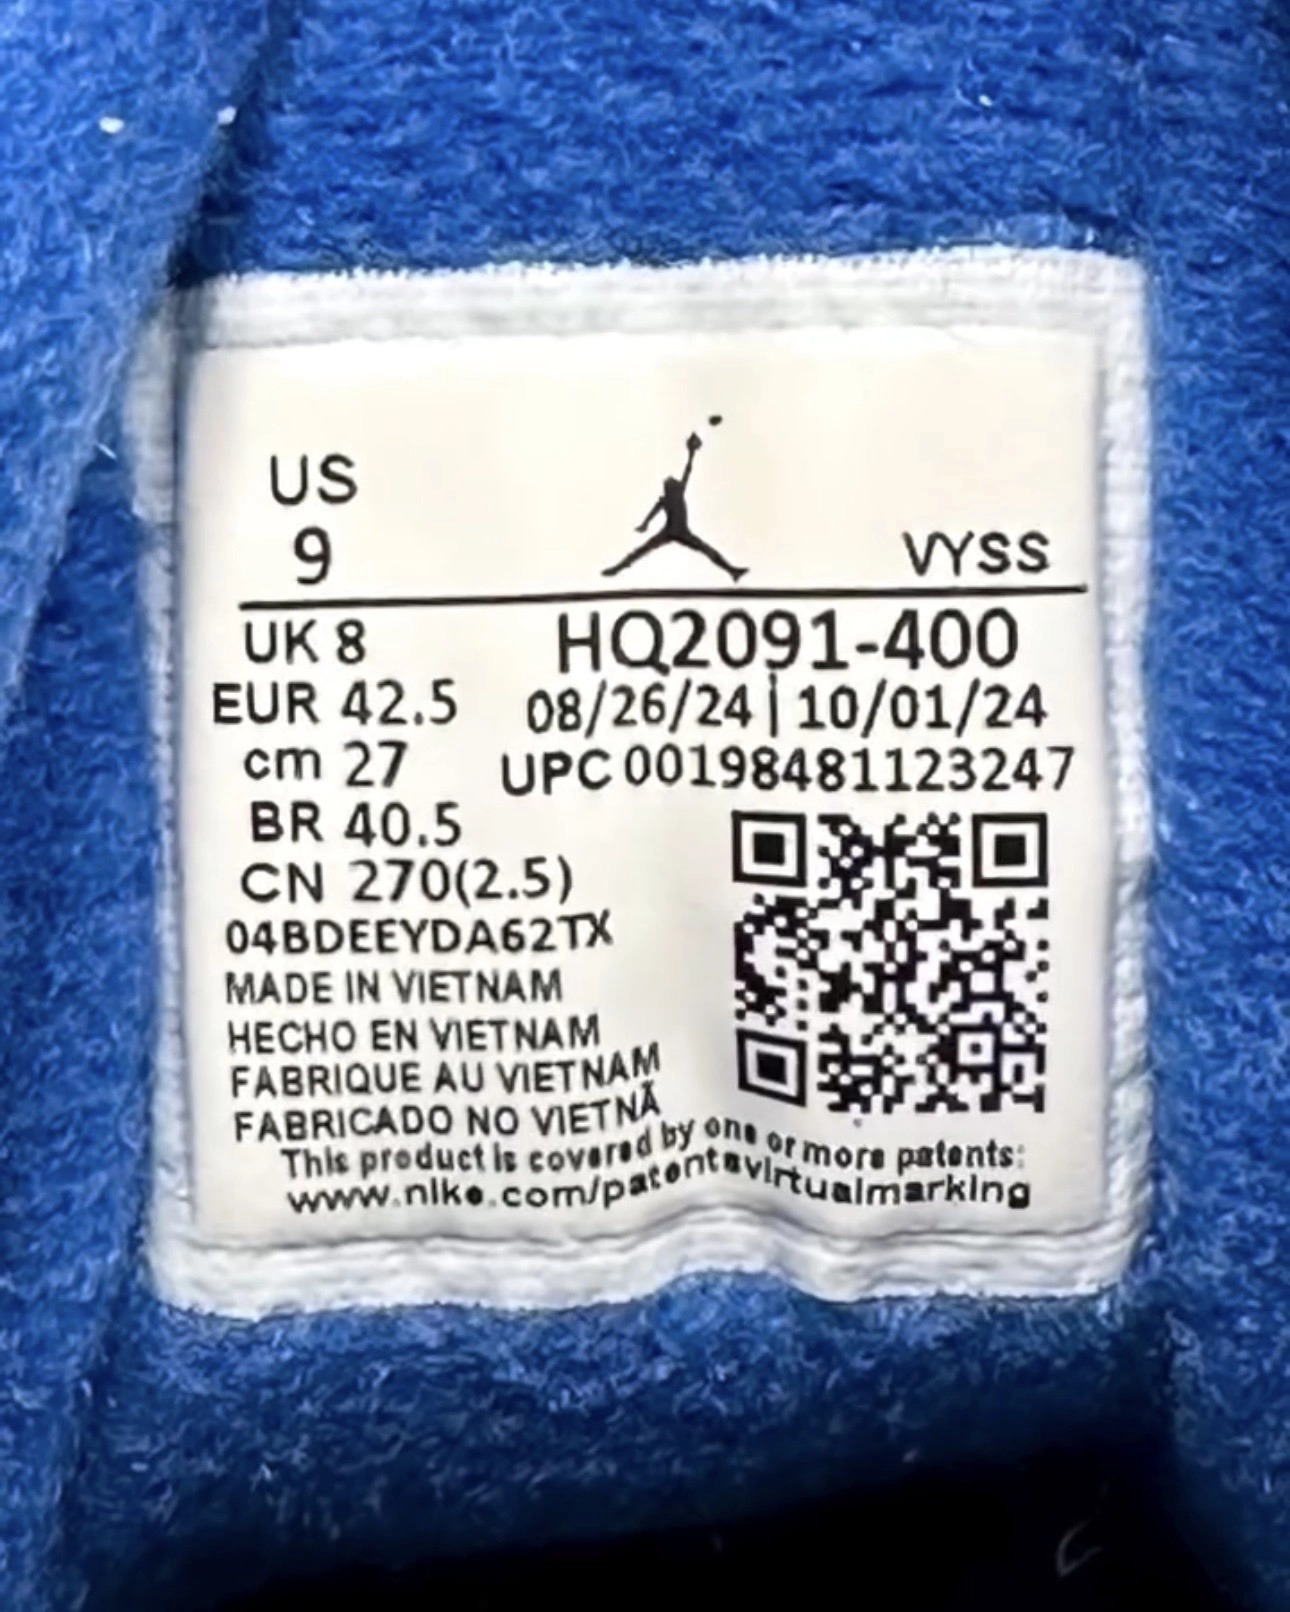 US
9
VYSS
UK 8
HQ2091-400
EUR 42.5
08/26/24 | 10/01/24
cm 27
UPC 00198481123247
BR 40.5
CN 270(2.5)
04BDEEYDA62TX
MADE IN VIETNAM
HECHO EN VIETNAM
FABRIQUE AU VIETNAM
FABRICADO NO VIETNÃ
This product is covered by one or more patents:
www.nike.com/patentsvirtualmarking